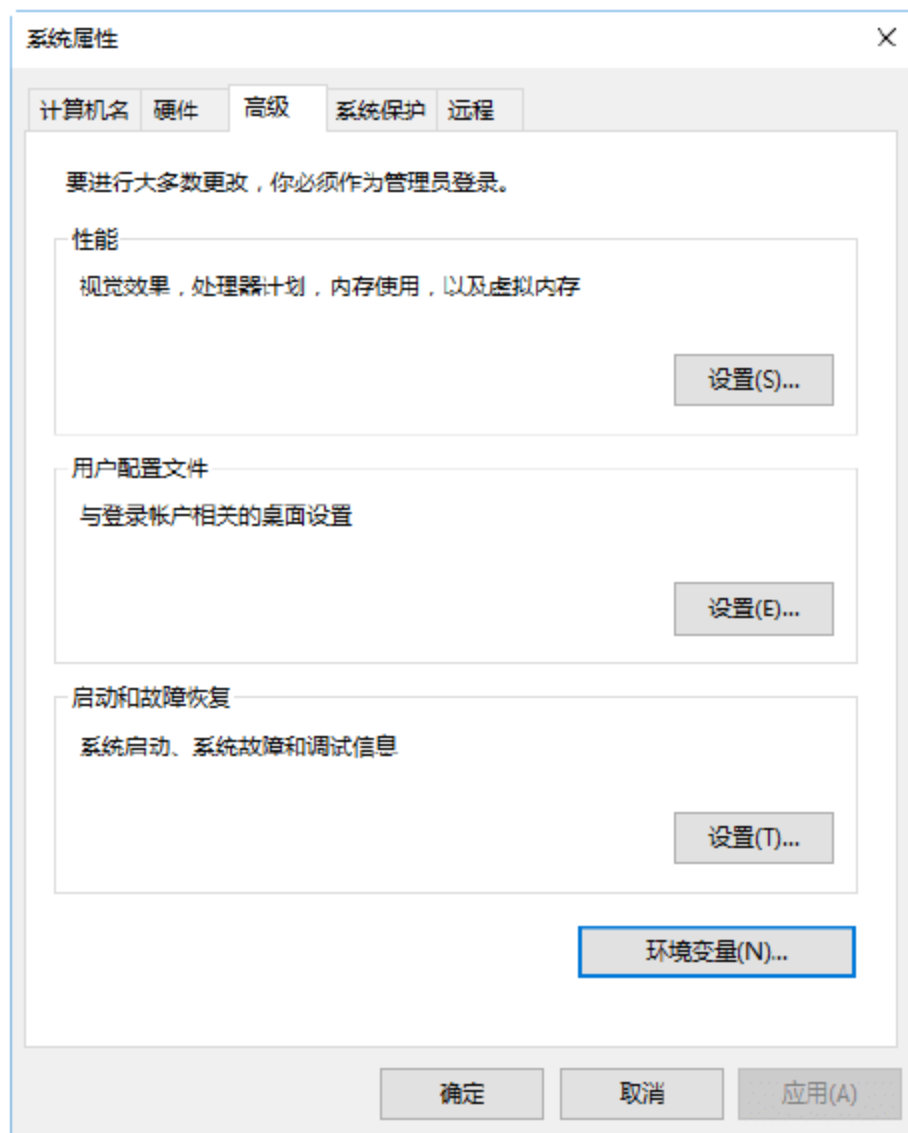 系统属性
计算机名 硬件 高级 系统保护 远程
要进行大多数更改，你必须作为管理员登录。
性能
视觉效果，处理器计划，内存使用，以及虚拟内存
设置(S)...
用户配置文件
与登录帐户相关的桌面设置
设置(E)...
启动和故障恢复
系统启动、系统故障和调试信息
设置(T)...
环境变量(N)...
确定 取消 应用(A)